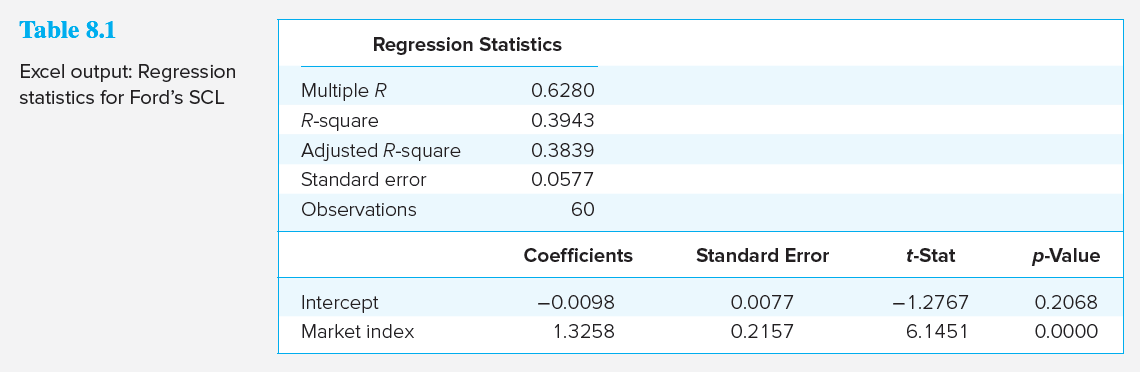 Table 8.1
Excel output: Regression
statistics for Ford's SCL
Regression Statistics
Multiple R 0.6280
R-square 0.3943
Adjusted R-square 0.3839
Standard error 0.0577
Observations 60
Coefficients Standard Error t-Stat p-Value
Intercept −0.0098 0.0077 −1.2767 0.2068
Market index 1.3258 0.2157 6.1451 0.0000